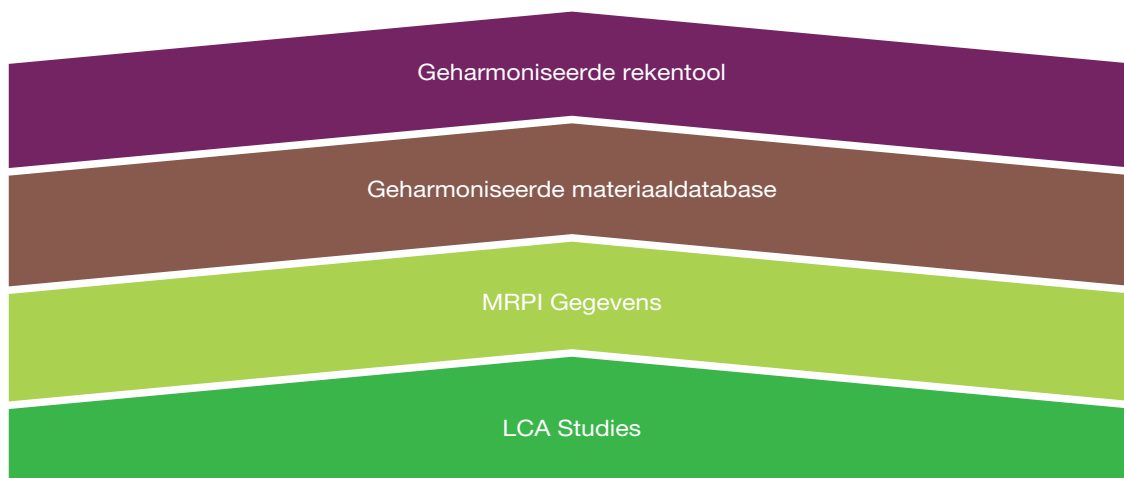 Geharmoniseerde rekentool
Geharmoniseerde materiaaldatabase
MRPI Gegevens
LCA Studies